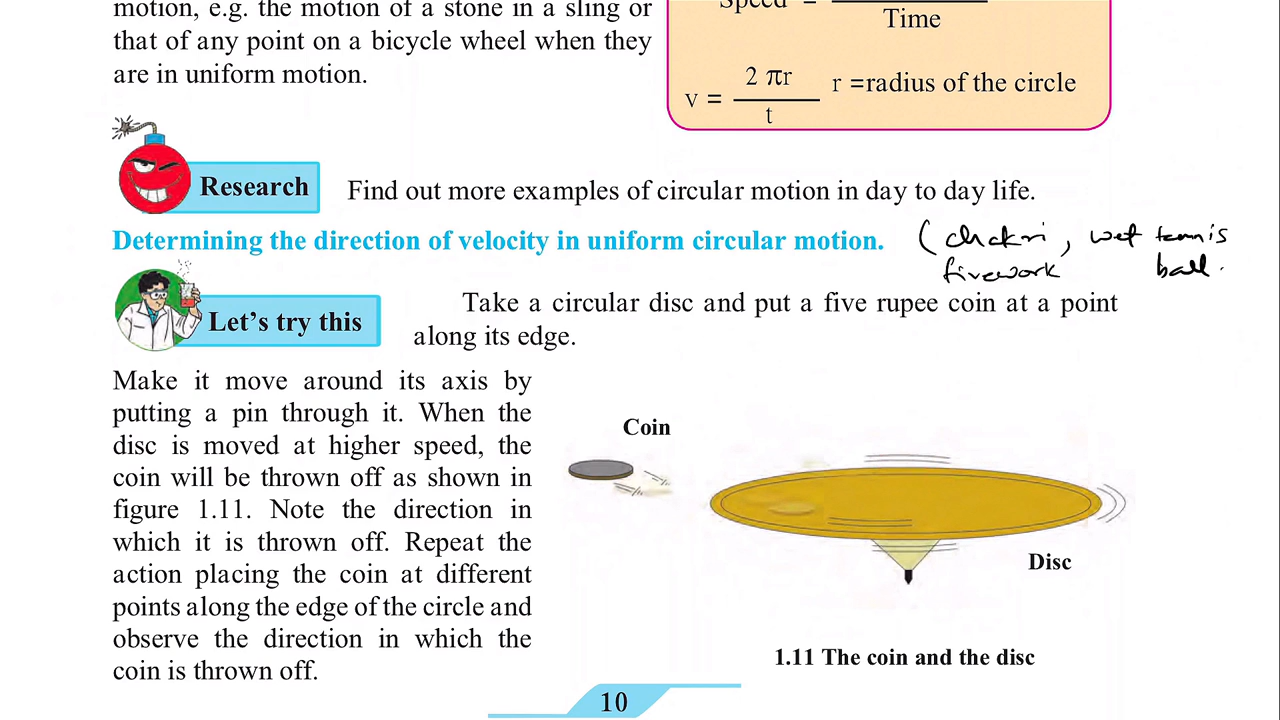 motion, e.g. the motion of a stone in a sling or
that of any point on a bicycle wheel when they
are in uniform motion.
Speed =
Time
v = 2 πr / t r =radius of the circle
Research
Find out more examples of circular motion in day to day life.
Determining the direction of velocity in uniform circular motion.
(chakri, wet tennis
firework ball.
Let's try this
Take a circular disc and put a five rupee coin at a point
along its edge.
Make it move around its axis by
putting a pin through it. When the
disc is moved at higher speed, the
coin will be thrown off as shown in
figure 1.11. Note the direction in
which it is thrown off. Repeat the
action placing the coin at different
points along the edge of the circle and
observe the direction in which the
coin is thrown off.
Coin
Disc
1.11 The coin and the disc
10